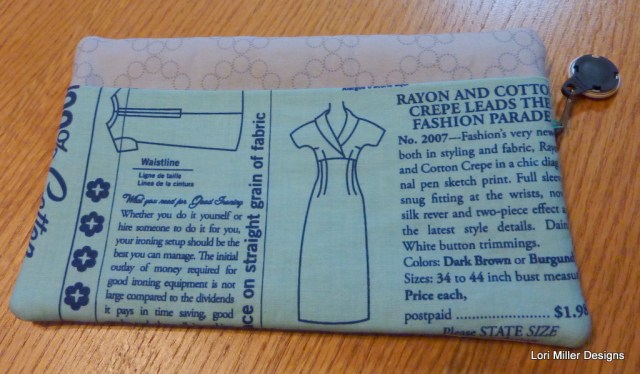 Cotton
Waistline
Ligne de taille
Linea de la cintura
What you need for Good Ironing
Whether you do it yourself or
hire someone to do it for you,
your ironing setup should be the
best you can manage. The initial
outlay of money required for
good ironing equipment is not
large compared to the dividends
it pays in time saving, good
ce on straight grain of fabric
RAYON AND COTTO
CREPE LEADS THE
FASHION PARADE
No. 2007---Fashion's very new
both in styling and fabric, Ray
and Cotton Crepe in a chic diag
nal pen sketch print. Full slee
snug fitting at the wrists, nov
silk rever and two-piece effect a
the latest style details. Dain
White button trimmings.
Colors: Dark Brown or Burgund
Sizes: 34 to 44 inch bust measu
Price each,
postpaid .............. $1.98
Please STATE SIZE
Lori Miller Designs